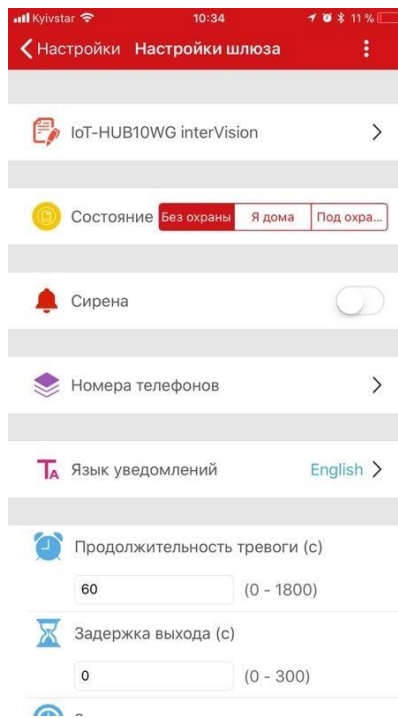 Kyivstar 10:34 11 %
Настройки Настройки шлюза
IoT-HUB10WG interVision
Состояние Без охраны Я дома Под охра...
Сирена
Номера телефонов
Язык уведомлений English
Продолжительность тревоги (с)
60 (0 - 1800)
Задержка выхода (с)
0 (0 - 300)